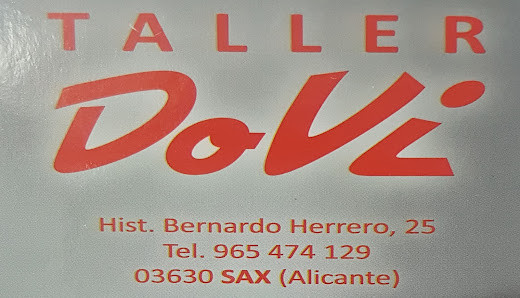 TALLER
DoVi
Hist. Bernardo Herrero, 25
Tel. 965 474 129
03630 SAX (Alicante)